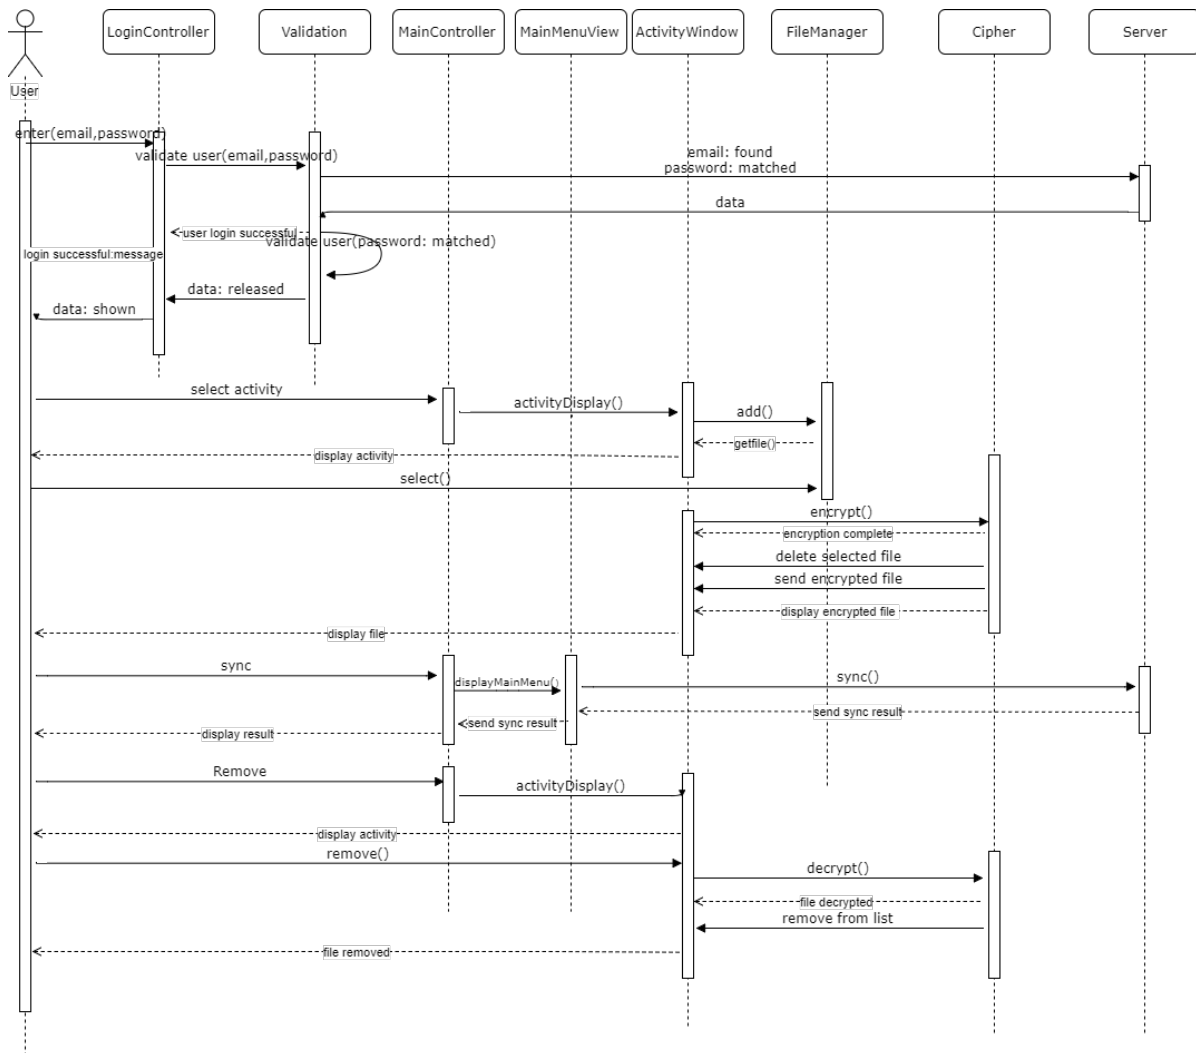 LoginController
Validation
MainController
MainMenuView
ActivityWindow
FileManager
Cipher
Server
User
enter(email,password)
validate user(email,password)
email: found
password: matched
data
user login successful
validate user(password: matched)
login successful:message
data: released
data: shown
select activity
activityDisplay()
add()
getfile()
display activity
select()
encrypt()
encryption complete
delete selected file
send encrypted file
display encrypted file
display file
sync
displayMainMenu()
sync()
send sync result
send sync result
display result
Remove
activityDisplay()
display activity
remove()
decrypt()
file decrypted
remove from list
file removed